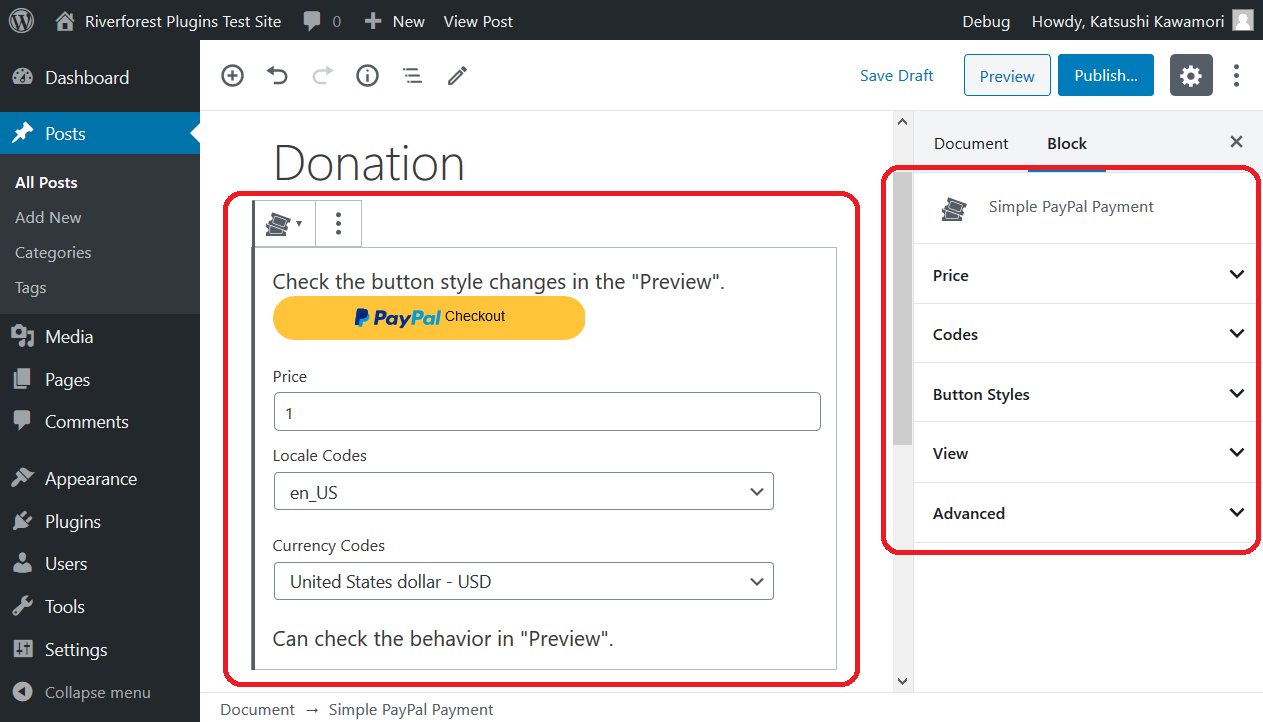 Riverforest Plugins Test Site 0 New View Post Debug Howdy, Katsushi Kawamori
Dashboard
Posts
All Posts
Add New
Categories
Tags
Media
Pages
Comments
Appearance
Plugins
Users
Tools
Settings
Collapse menu
Save Draft Preview Publish...
Donation
Check the button style changes in the "Preview".
PayPal Checkout
Price
1
Locale Codes
en_US
Currency Codes
United States dollar - USD
Can check the behavior in "Preview".
Document Block
Simple PayPal Payment
Price
Codes
Button Styles
View
Advanced
Document → Simple PayPal Payment